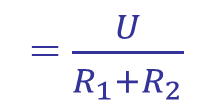 = U / (R₁+R₂)